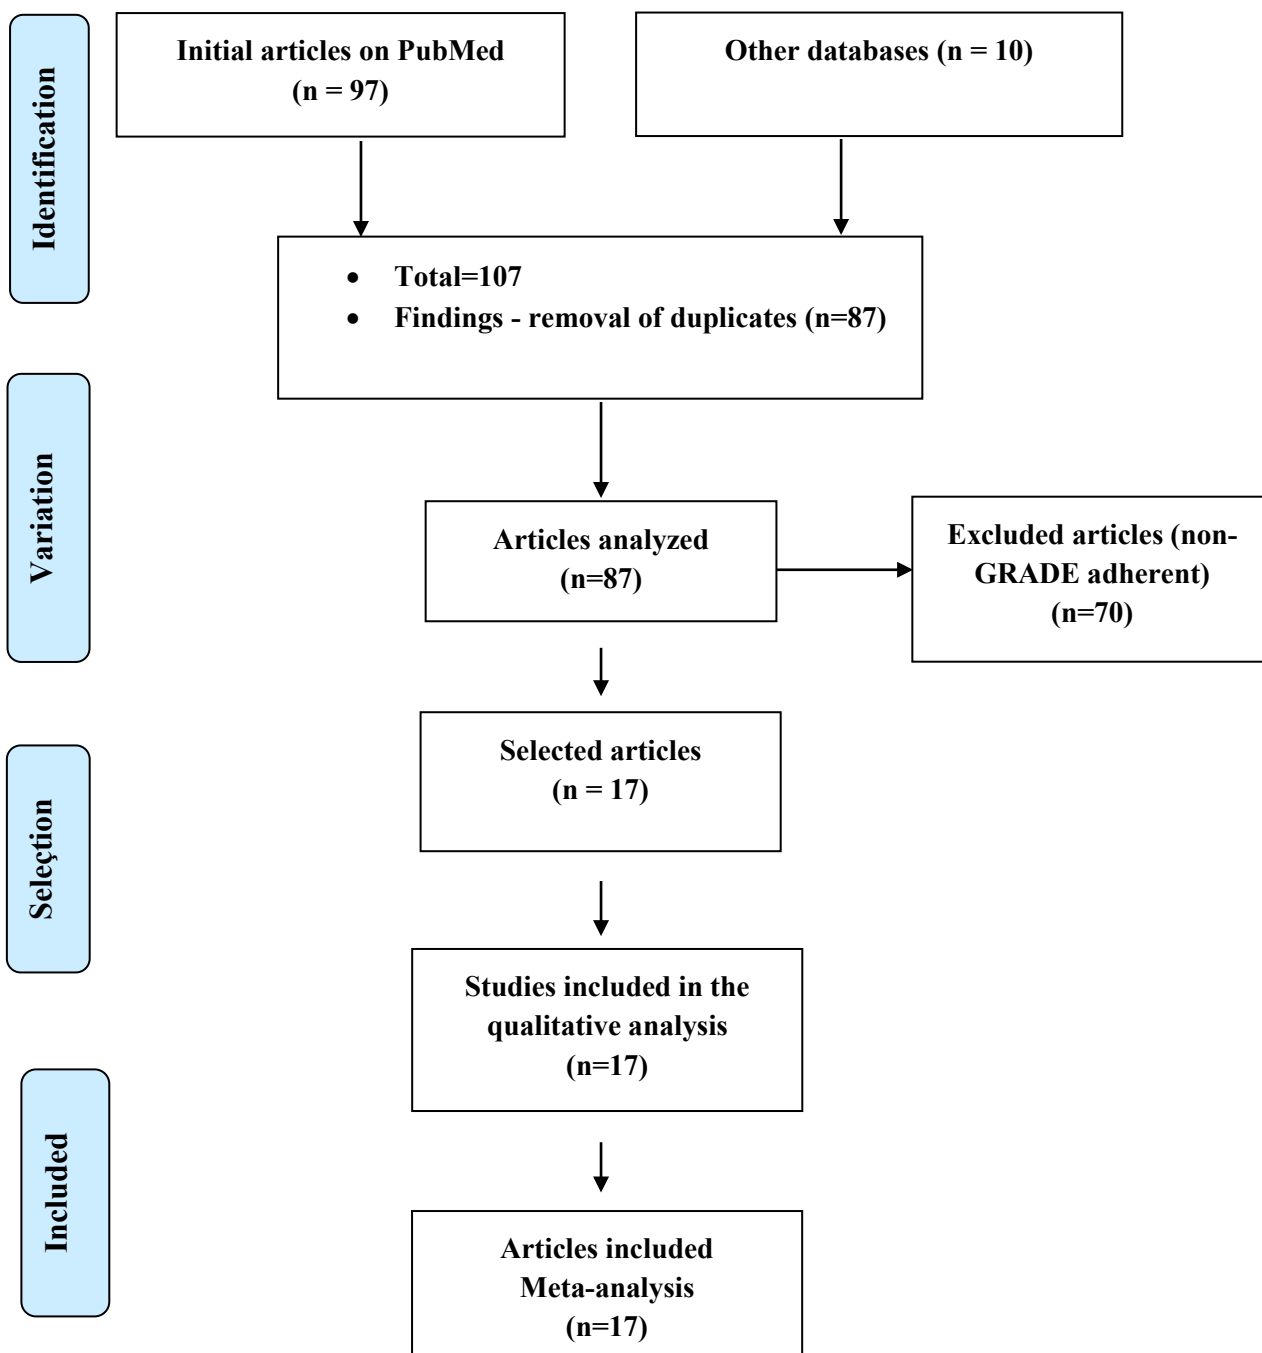 Identification
Initial articles on PubMed
(n = 97)
Other databases (n = 10)
• Total=107
• Findings - removal of duplicates (n=87)
Variation
Articles analyzed
(n=87)
Excluded articles (non-
GRADE adherent)
(n=70)
Seleçtion
Selected articles
(n = 17)
Studies included in the
qualitative analysis
(n=17)
Included
Articles included
Meta-analysis
(n=17)